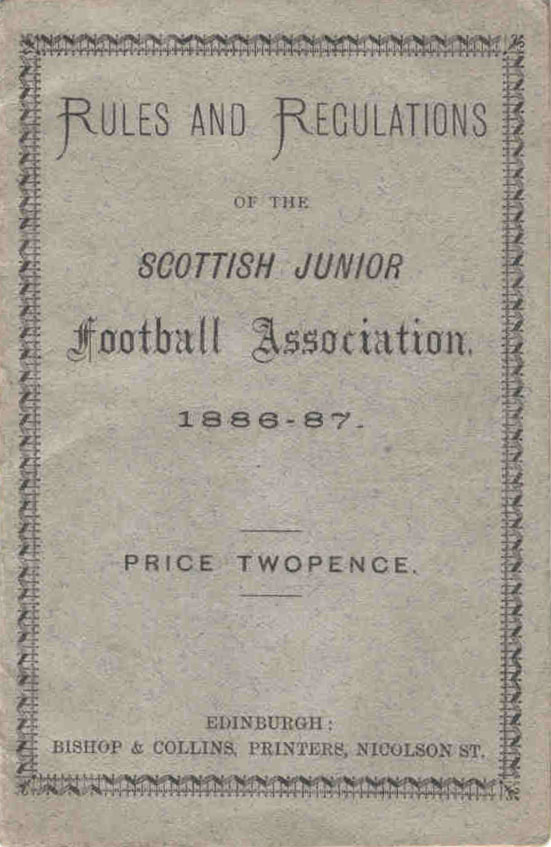 RULES AND REGULATIONS
OF THE
SCOTTISH JUNIOR
Football Association.
1886-87.
PRICE TWOPENCE.
EDINBURGH:
BISHOP & COLLINS, PRINTERS, NICOLSON ST.